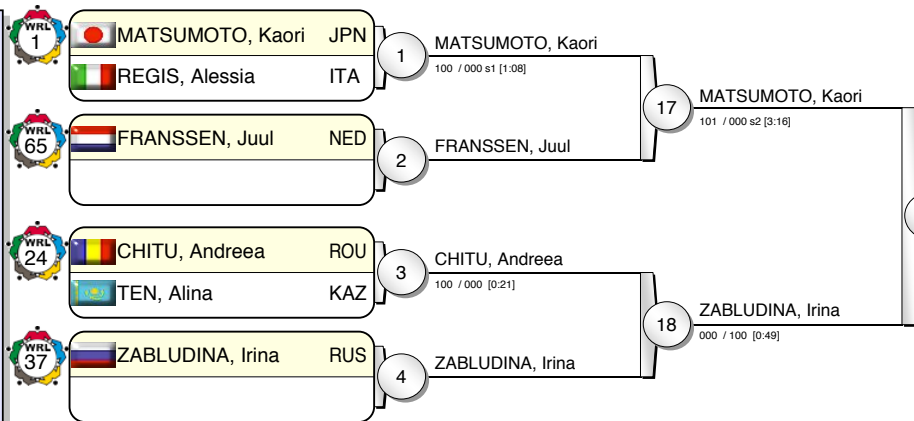 WRL
1
MATSUMOTO, Kaori JPN
REGIS, Alessia ITA
1
MATSUMOTO, Kaori
100 / 000 s1 [1:08]
WRL
65
FRANSSEN, Juul NED
2
FRANSSEN, Juul
17
MATSUMOTO, Kaori
101 / 000 s2 [3:16]
WRL
24
CHITU, Andreea ROU
TEN, Alina KAZ
3
CHITU, Andreea
100 / 000 [0:21]
WRL
37
ZABLUDINA, Irina RUS
4
ZABLUDINA, Irina
18
ZABLUDINA, Irina
000 / 100 [0:49]